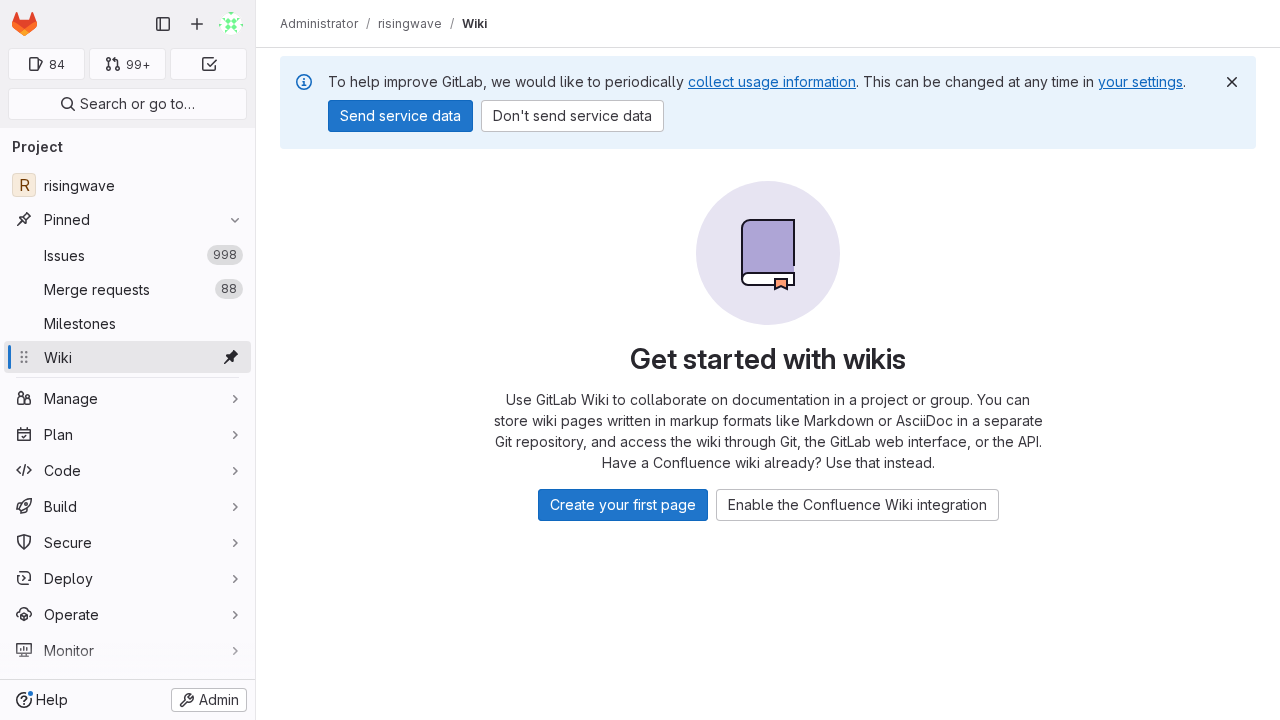 Administrator / risingwave / Wiki
84
99+
Search or go to…
To help improve GitLab, we would like to periodically collect usage information. This can be changed at any time in your settings.
Send service data
Don't send service data
Project
R
risingwave
Pinned
Issues
998
Merge requests
88
Milestones
Wiki
Manage
Plan
Code
Build
Secure
Deploy
Operate
Monitor
Help
Admin
Get started with wikis
Use GitLab Wiki to collaborate on documentation in a project or group. You can
store wiki pages written in markup formats like Markdown or AsciiDoc in a separate
Git repository, and access the wiki through Git, the GitLab web interface, or the API.
Have a Confluence wiki already? Use that instead.
Create your first page
Enable the Confluence Wiki integration